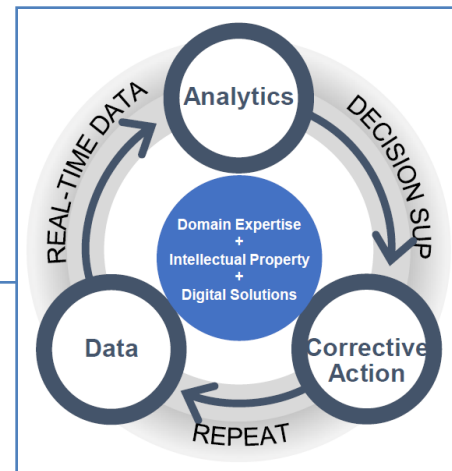 Analytics
REAL-TIME DATA
DECISION SUP
Domain Expertise
+
Intellectual Property
+
Digital Solutions
Data
Corrective
Action
REPEAT